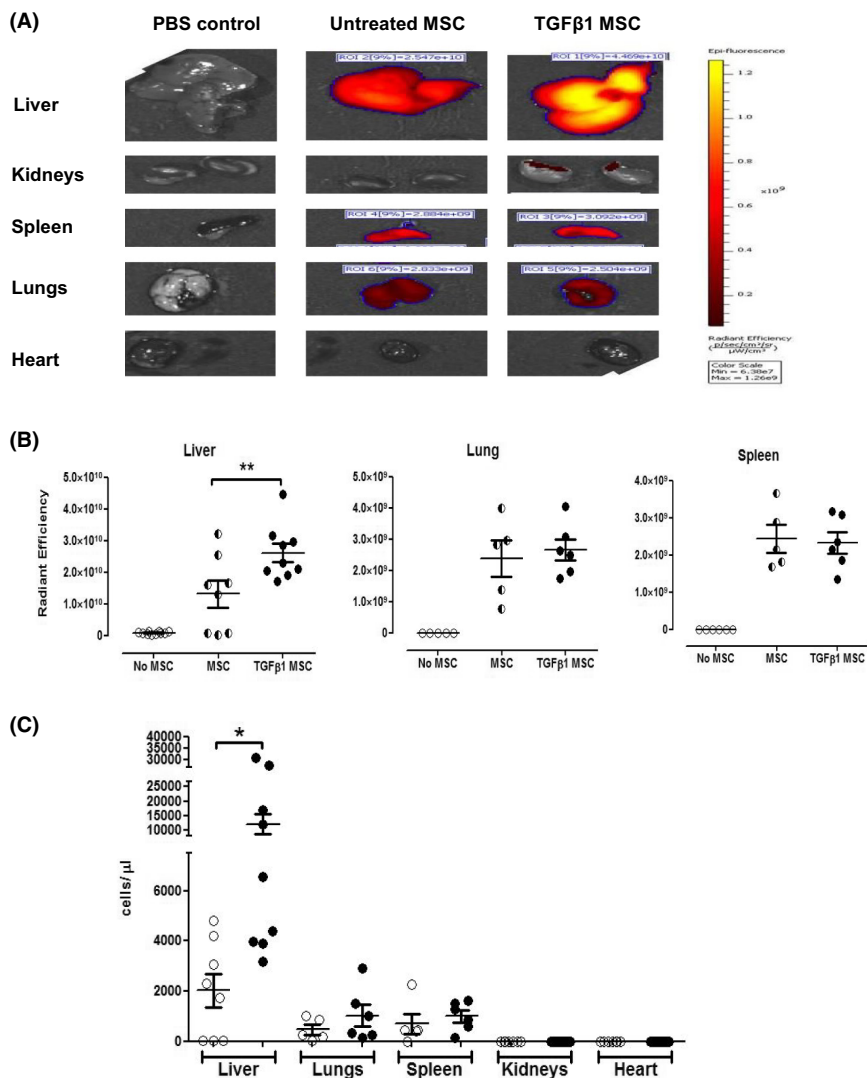 (A)
PBS control Untreated MSC TGFβ1 MSC
Liver
Kidneys
Spleen
Lungs
Heart
ROI 2[9%]=2.547e+10
ROI 1[9%]=4.469e+10
ROI 4[9%]=2.884e+09
ROI 3[9%]=3.092e+09
ROI 6[9%]=2.833e+09
ROI 5[9%]=2.504e+09
Epi-fluorescence
1.2
1.0
0.8
×10⁹
0.6
0.4
0.2
Radiant Efficiency
(p/sec/cm²/sr / µW/cm²)
Color Scale
Min = 6.38e7
Max = 1.26e9
(B)
Liver
Radiant Efficiency
5.0×10¹⁰
4.0×10¹⁰
3.0×10¹⁰
2.0×10¹⁰
1.0×10¹⁰
0
**
No MSC MSC TGFβ1 MSC
Lung
5.0×10⁹
4.0×10⁹
3.0×10⁹
2.0×10⁹
1.0×10⁹
0
No MSC MSC TGFβ1 MSC
Spleen
4.0×10⁹
3.0×10⁹
2.0×10⁹
1.0×10⁹
0
No MSC MSC TGFβ1 MSC
(C)
cells/µl
40000
35000
30000
25000
20000
15000
10000
6000
4000
2000
0
*
Liver Lungs Spleen Kidneys Heart